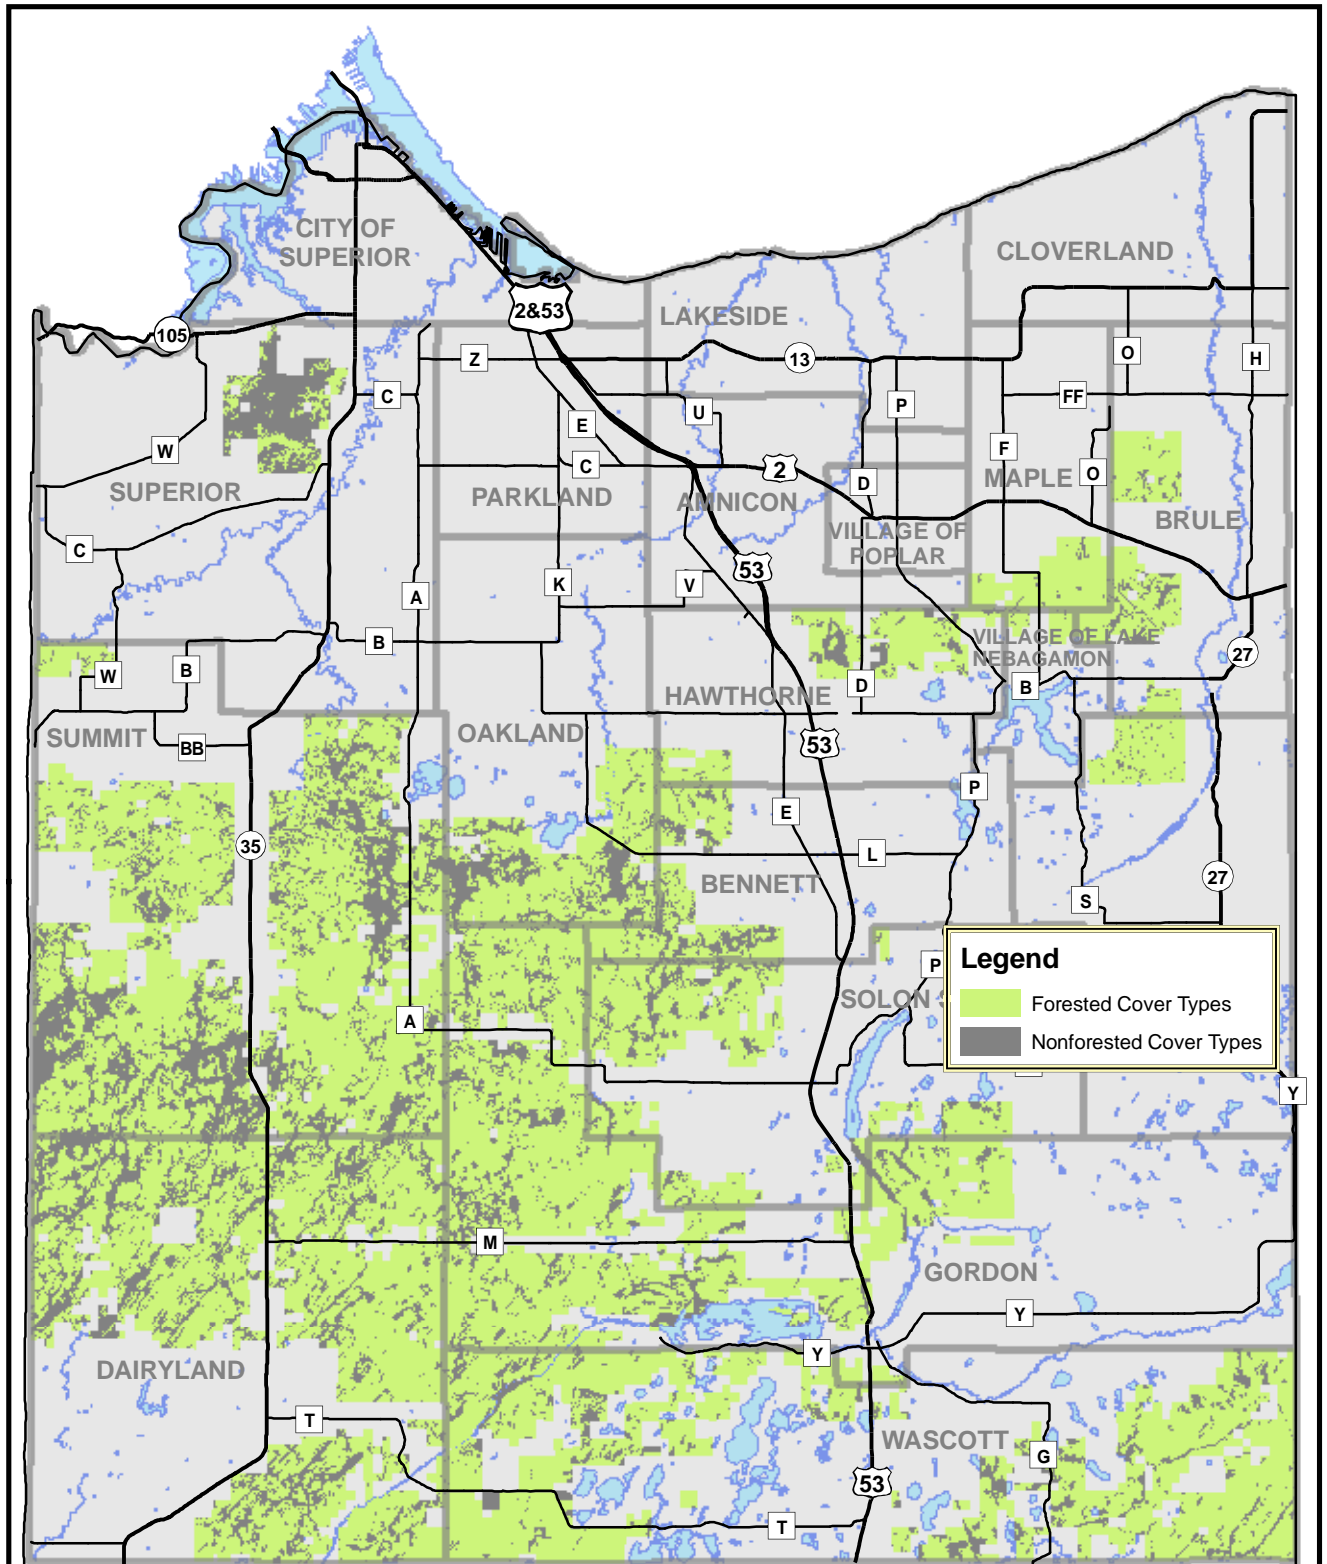 CITY OF
SUPERIOR
CLOVERLAND
2&53
LAKESIDE
105
Z
13
O
H
C
P
FF
U
E
W
F
C
2
D
MAPLE
O
SUPERIOR
PARKLAND
AMNICON
BRULE
VILLAGE OF
POPLAR
C
53
K
V
A
B
VILLAGE OF LAKE
NEBAGAMON
27
W
B
D
B
HAWTHORNE
SUMMIT
BB
OAKLAND
53
P
E
35
L
BENNETT
27
S
P
Legend
SOLON
Forested Cover Types
A
Nonforested Cover Types
Y
M
GORDON
Y
Y
DAIRYLAND
T
WASCOTT
G
53
T